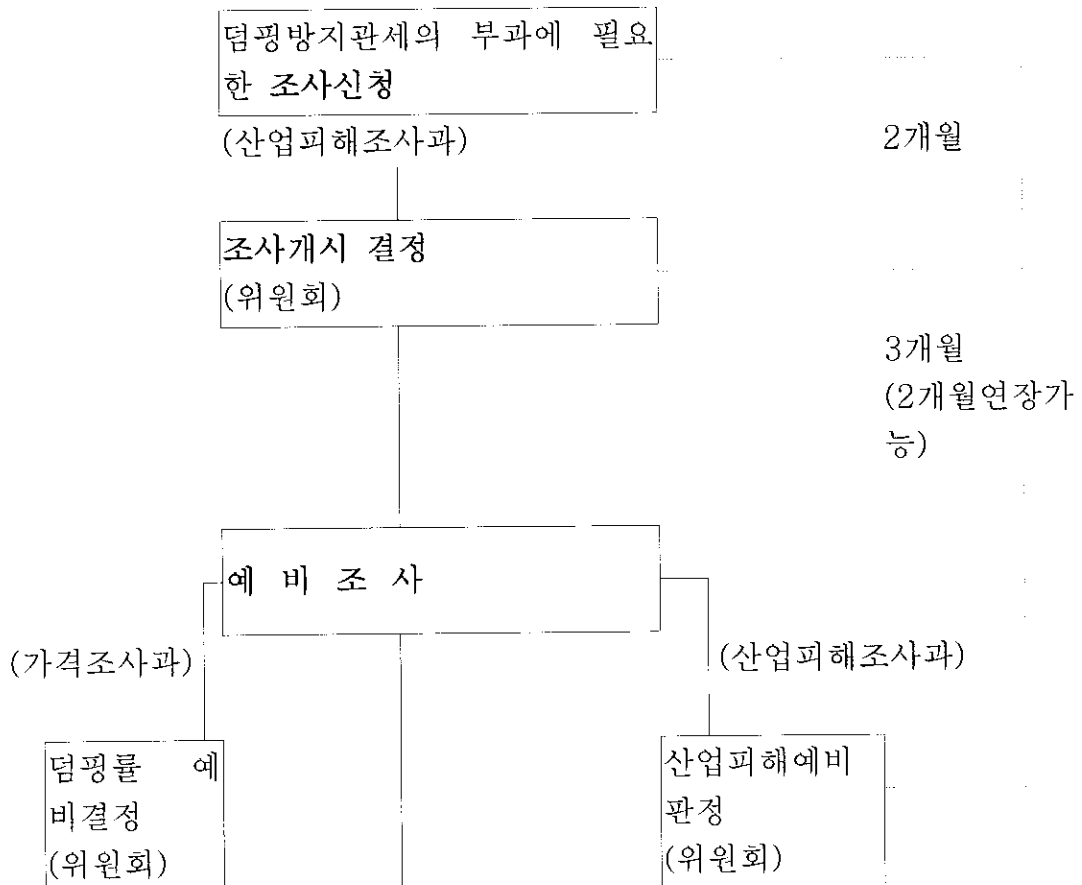 덤핑방지관세의 부과에 필요
한 조사신청
(산업피해조사과)
2개월
조사개시 결정
(위원회)
3개월
(2개월연장가
능)
예 비 조 사
(가격조사과)
(산업피해조사과)
덤핑률 예
비결정
(위원회)
산업피해예비
판정
(위원회)